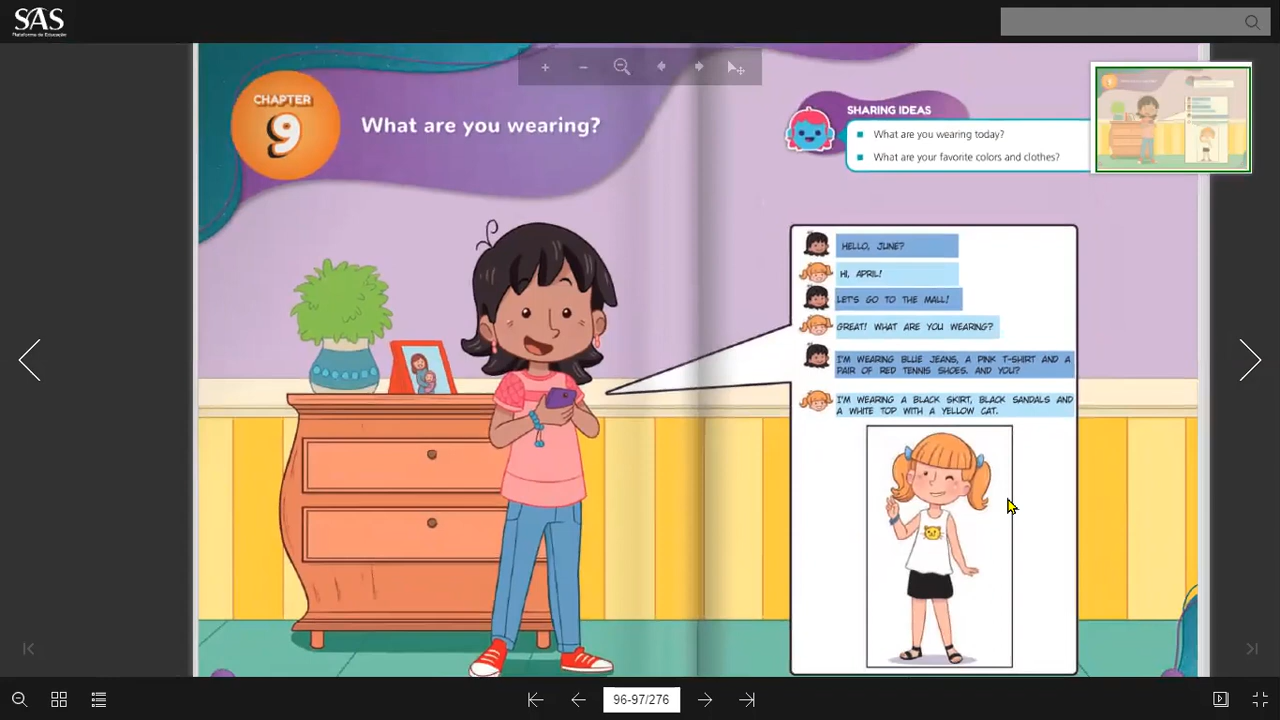 SAS
Plataforma de Educação
CHAPTER
9
What are you wearing?
SHARING IDEAS
What are you wearing today?
What are your favorite colors and clothes?
HELLO, JUNE?
HI, APRIL!
LET'S GO TO THE MALL!
GREAT! WHAT ARE YOU WEARING?
I'M WEARING BLUE JEANS, A PINK T-SHIRT AND A
PAIR OF RED TENNIS SHOES. AND YOU?
I'M WEARING A BLACK SKIRT, BLACK SANDALS AND
A WHITE TOP WITH A YELLOW CAT.
96-97/276